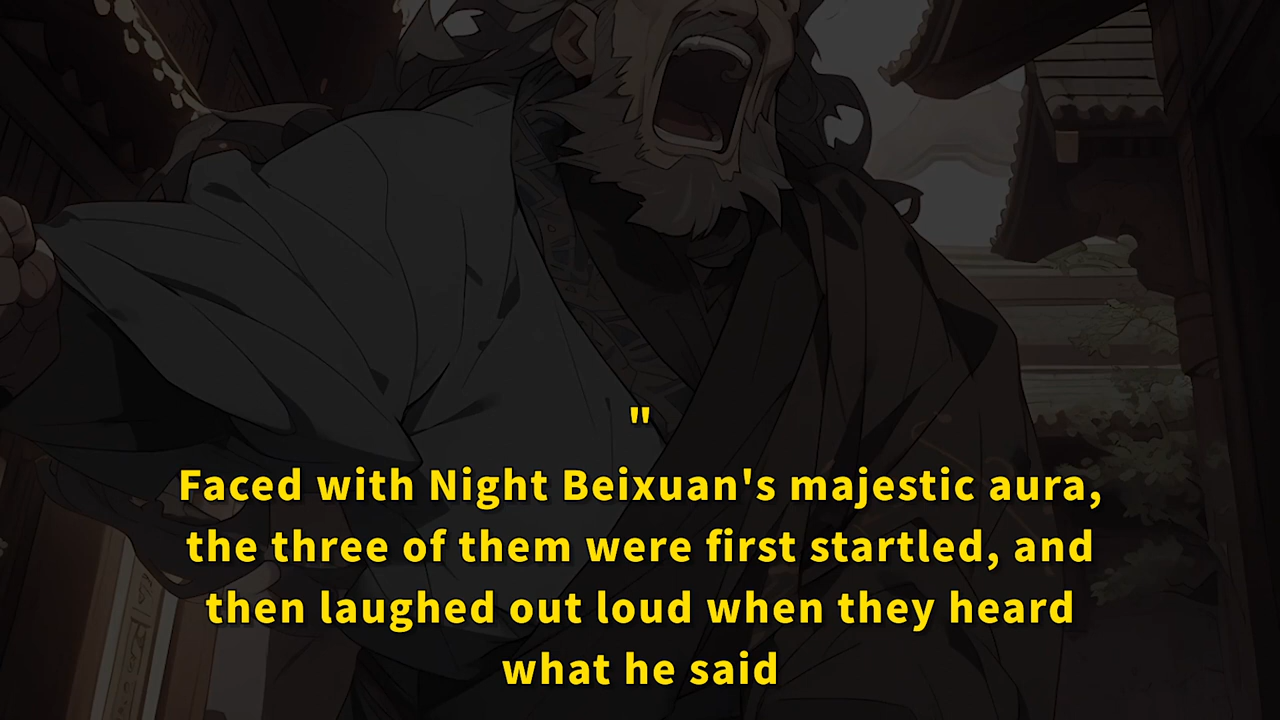 "
Faced with Night Beixuan's majestic aura,
the three of them were first startled, and
then laughed out loud when they heard
what he said